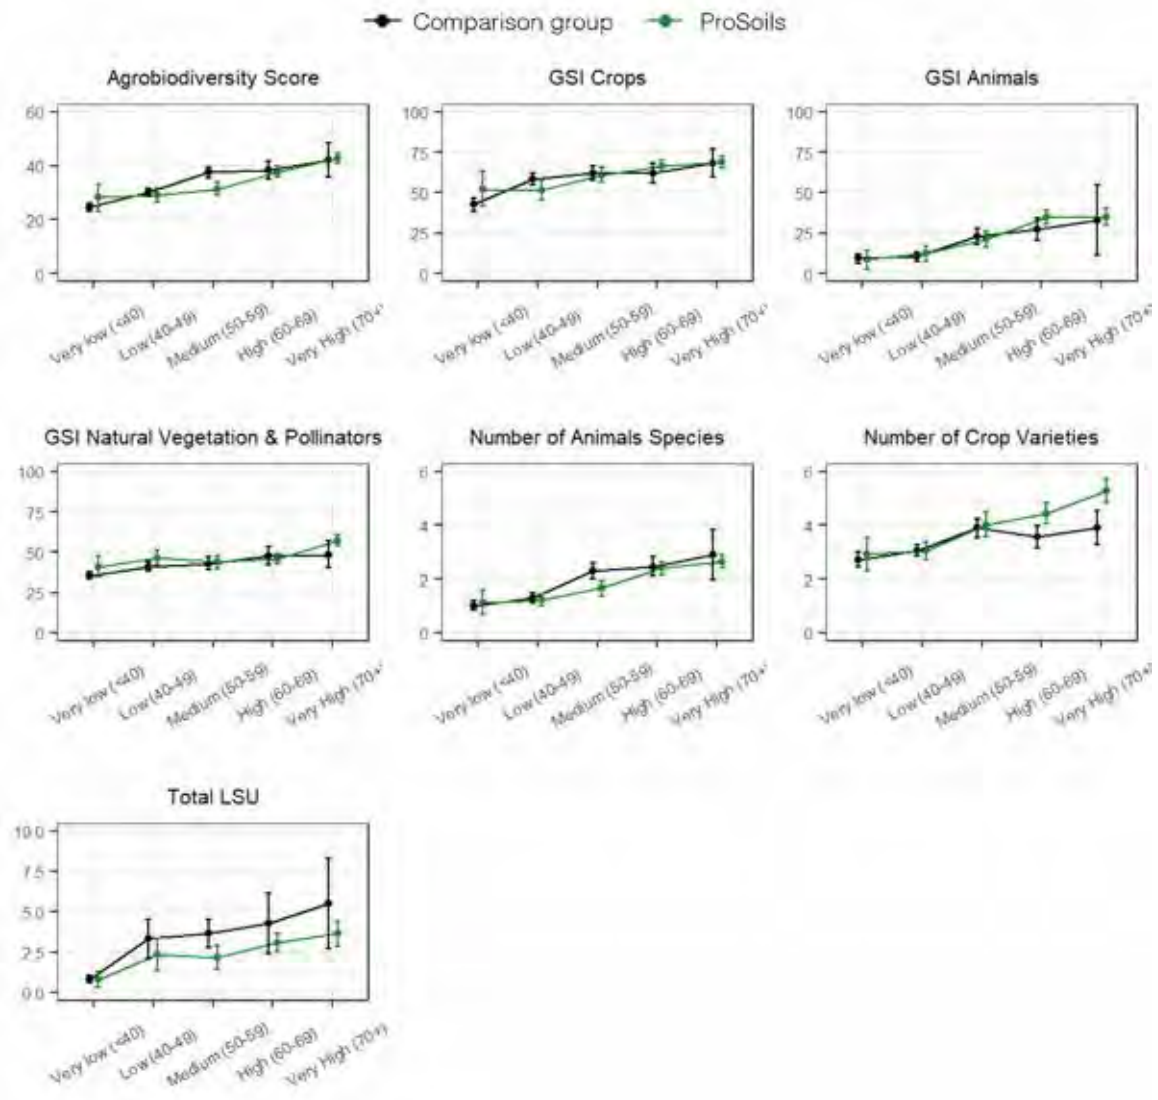 Comparison group ProSoils
Agrobiodiversity Score GSI Crops GSI Animals
60 100 100
40 75 75
50 50
20 25 25
0 0 0
Very low (<40) Low (40-49) Medium (50-59) High (60-69) Very High (70+) Very low (<40) Low (40-49) Medium (50-59) High (60-69) Very High (70+) Very low (<40) Low (40-49) Medium (50-59) High (60-69) Very High (70+
GSI Natural Vegetation & Pollinators Number of Animals Species Number of Crop Varieties
100 6 6
75
50 4 4
25 2 2
0 0 0
Very low (<40) Low (40-49) Medium (50-59) High (60-69) Very High (70+) Very low (<40) Low (40-49) Medium (50-59) High (60-69) Very High (70+) Very low (<40) Low (40-49) Medium (50-59) High (60-69) Very High (70+
Total LSU
10.0
7.5
5.0
2.5
0.0
Very low (<40) Low (40-49) Medium (50-59) High (60-69) Very High (70+)